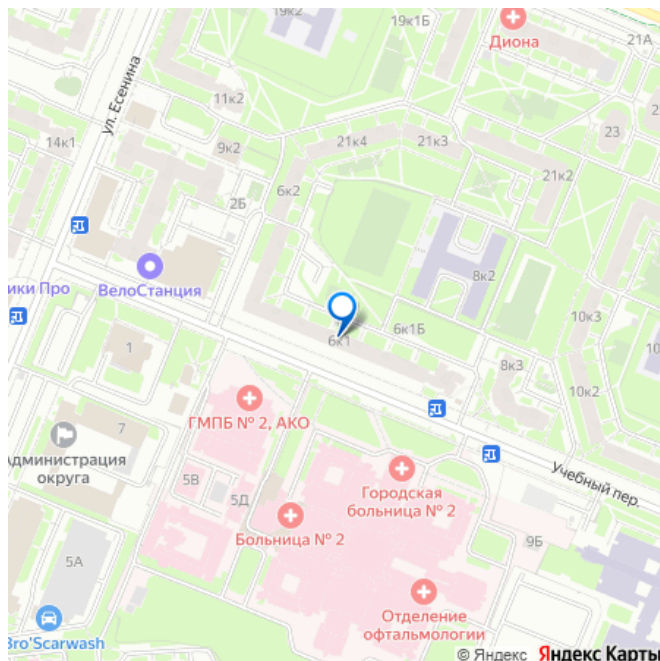 19к2
19к1Б
Диона
21А
ул. Есенина
11к2
14к1
9к2
21к4
21к3
23
6к2
21к2
2Б
8к2
ВелоСтанция
ики Про
10к3
6к1
6к1Б
8к3
1
10к2
ГМПБ № 2, АКО
7
Администрация
округа
Учебный пер.
5В
Городская
больница № 2
5Д
Больница № 2
9Б
5А
Отделение
офтальмологии
Bro'Scarwash
© Яндекс Яндекс Карты